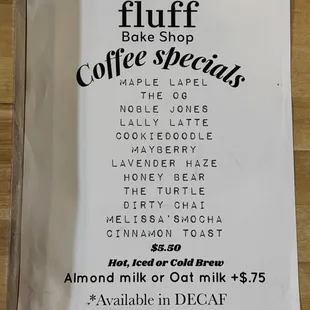 fluff
Bake Shop
Coffee specials
MAPLE LAPEL
THE OG
NOBLE JONES
LALLY LATTE
COOKIEDOODLE
MAYBERRY
LAVENDER HAZE
HONEY BEAR
THE TURTLE
DIRTY CHAI
MELISSA'SMOCHA
CINNAMON TOAST
$5.50
Hot, Iced or Cold Brew
Almond milk or Oat milk +$.75
*Available in DECAF